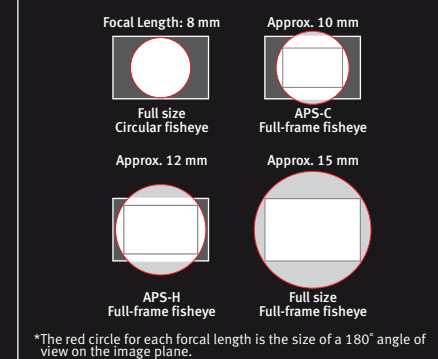 Focal Length: 8 mm
Approx. 10 mm
Full size
Circular fisheye
APS-C
Full-frame fisheye
Approx. 12 mm
Approx. 15 mm
APS-H
Full-frame fisheye
Full size
Full-frame fisheye
*The red circle for each forcal length is the size of a 180˚ angle of
view on the image plane.